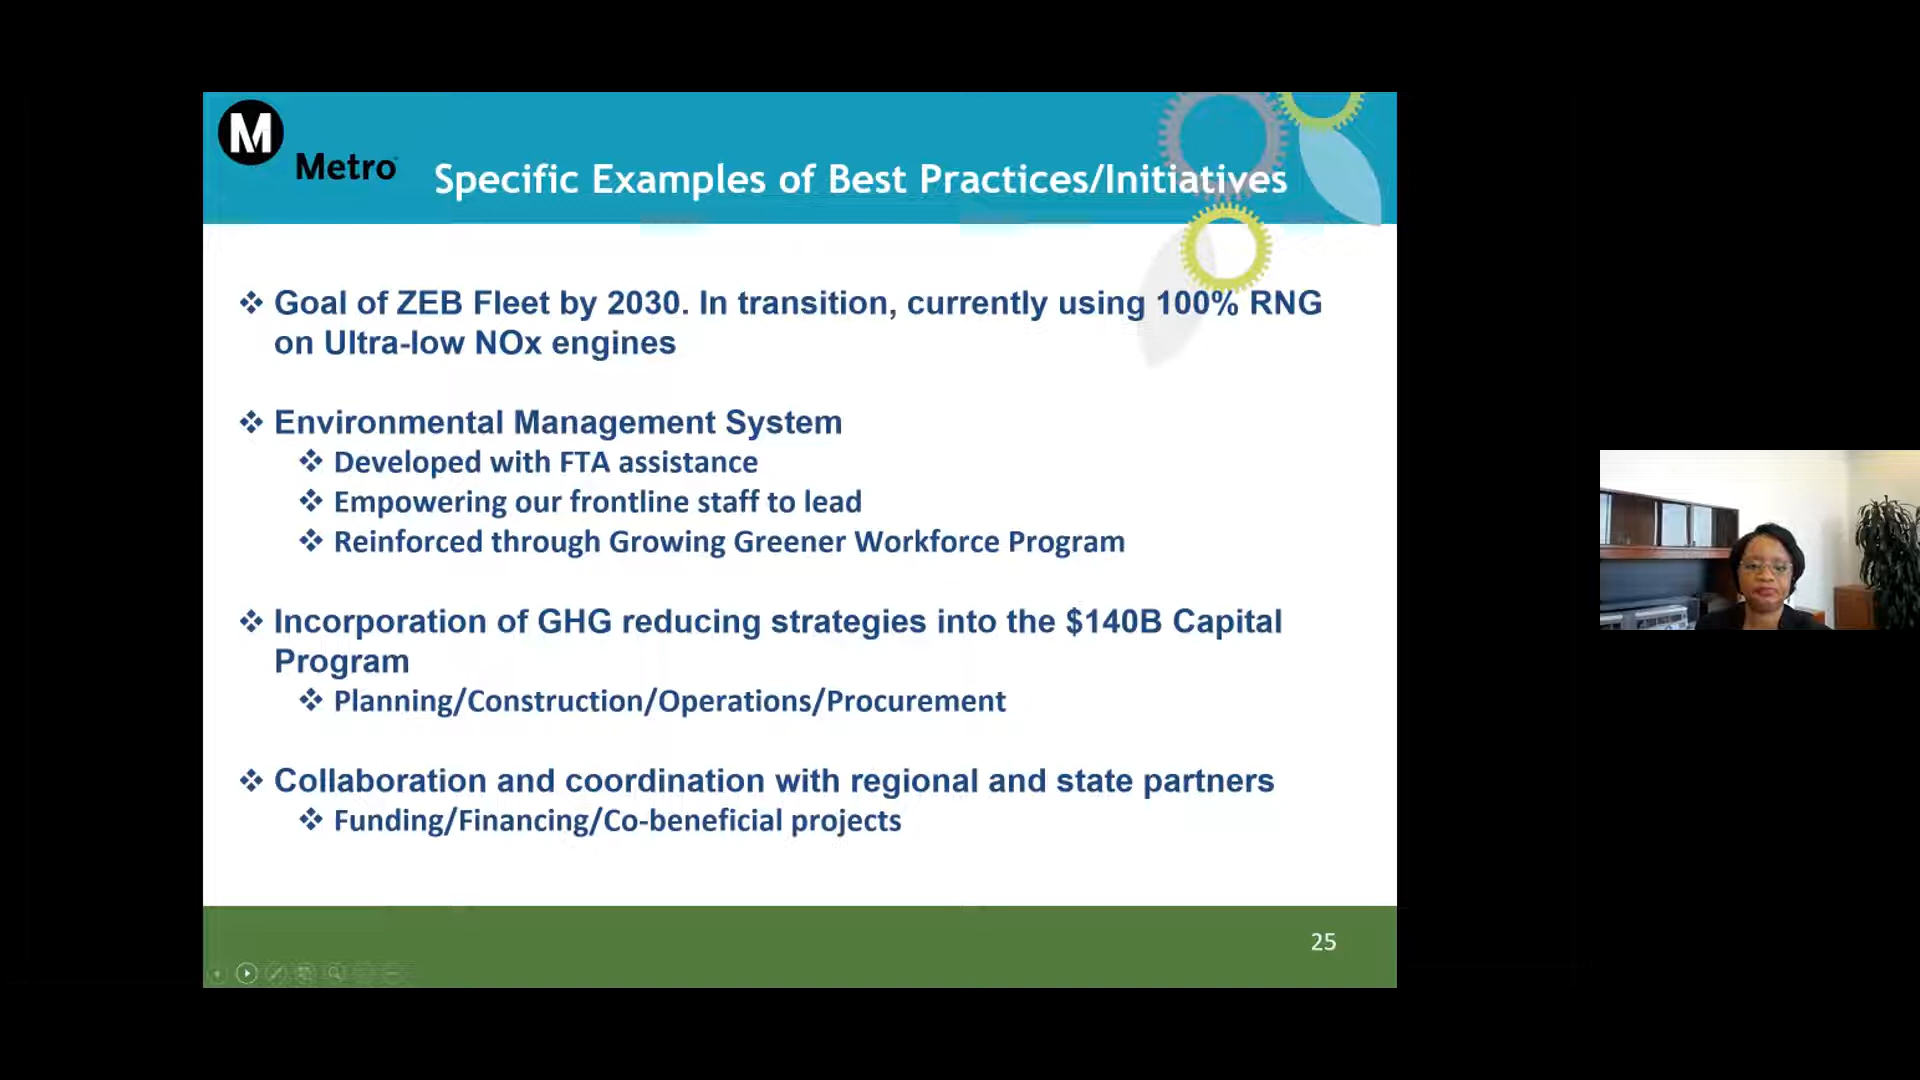 M
Metro
Specific Examples of Best Practices/Initiatives
❖ Goal of ZEB Fleet by 2030. In transition, currently using 100% RNG
on Ultra-low NOx engines
❖ Environmental Management System
❖ Developed with FTA assistance
❖ Empowering our frontline staff to lead
❖ Reinforced through Growing Greener Workforce Program
❖ Incorporation of GHG reducing strategies into the $140B Capital
Program
❖ Planning/Construction/Operations/Procurement
❖ Collaboration and coordination with regional and state partners
❖ Funding/Financing/Co-beneficial projects
25